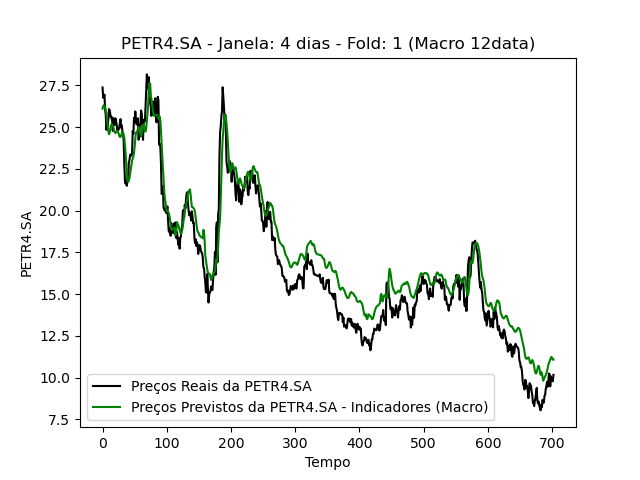 PETR4.SA - Janela: 4 dias - Fold: 1 (Macro 12data)
27.5
25.0
22.5
20.0
17.5
15.0
12.5
10.0
7.5
PETR4.SA
Preços Reais da PETR4.SA
Preços Previstos da PETR4.SA - Indicadores (Macro)
0 100 200 300 400 500 600 700
Tempo